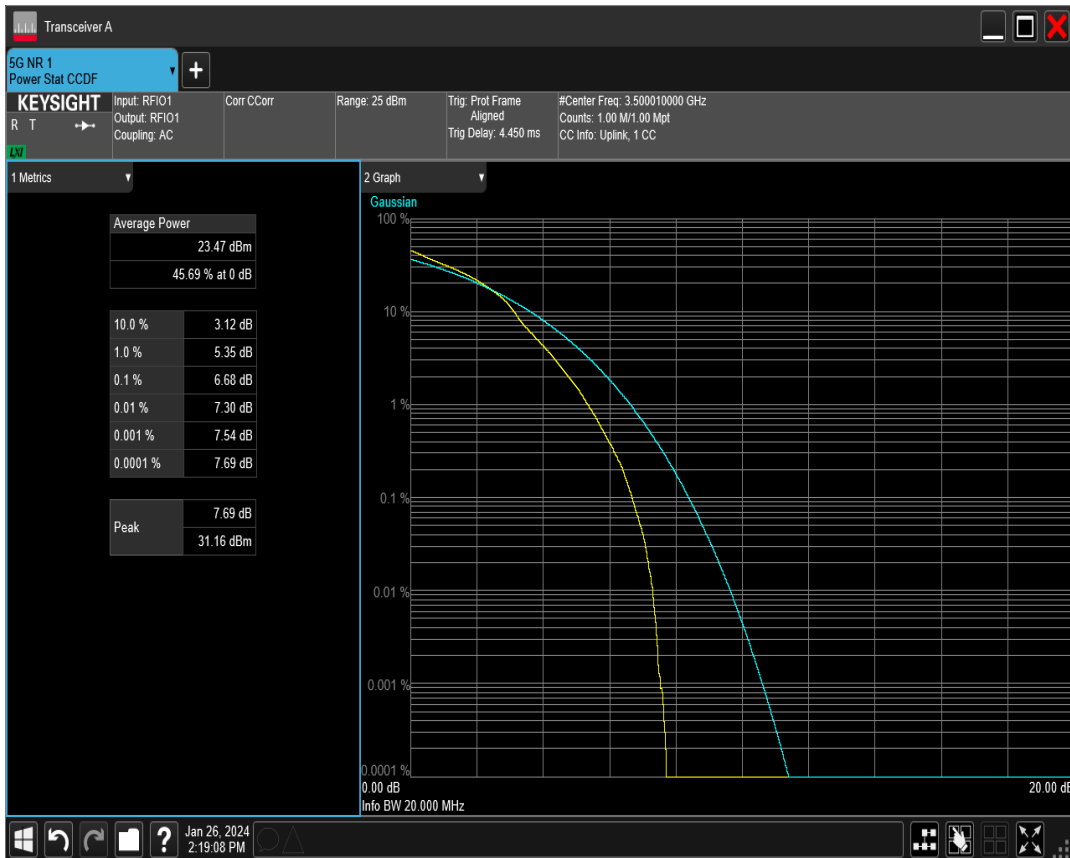 Transceiver A
5G NR 1
Power Stat CCDF
KEYSIGHT
R T
LXI
Input: RFIO1
Output: RFIO1
Coupling: AC
Corr CCorr
Range: 25 dBm
Trig: Prot Frame
Aligned
Trig Delay: 4.450 ms
#Center Freq: 3.500010000 GHz
Counts: 1.00 M/1.00 Mpt
CC Info: Uplink, 1 CC
1 Metrics
Average Power
23.47 dBm
45.69 % at 0 dB
10.0 % 3.12 dB
1.0 % 5.35 dB
0.1 % 6.68 dB
0.01 % 7.30 dB
0.001 % 7.54 dB
0.0001 % 7.69 dB
Peak 7.69 dB
31.16 dBm
2 Graph
Gaussian
100 %
10 %
1 %
0.1 %
0.01 %
0.001 %
0.0001 %
0.00 dB 20.00 dB
Info BW 20.000 MHz
Jan 26, 2024
2:19:08 PM